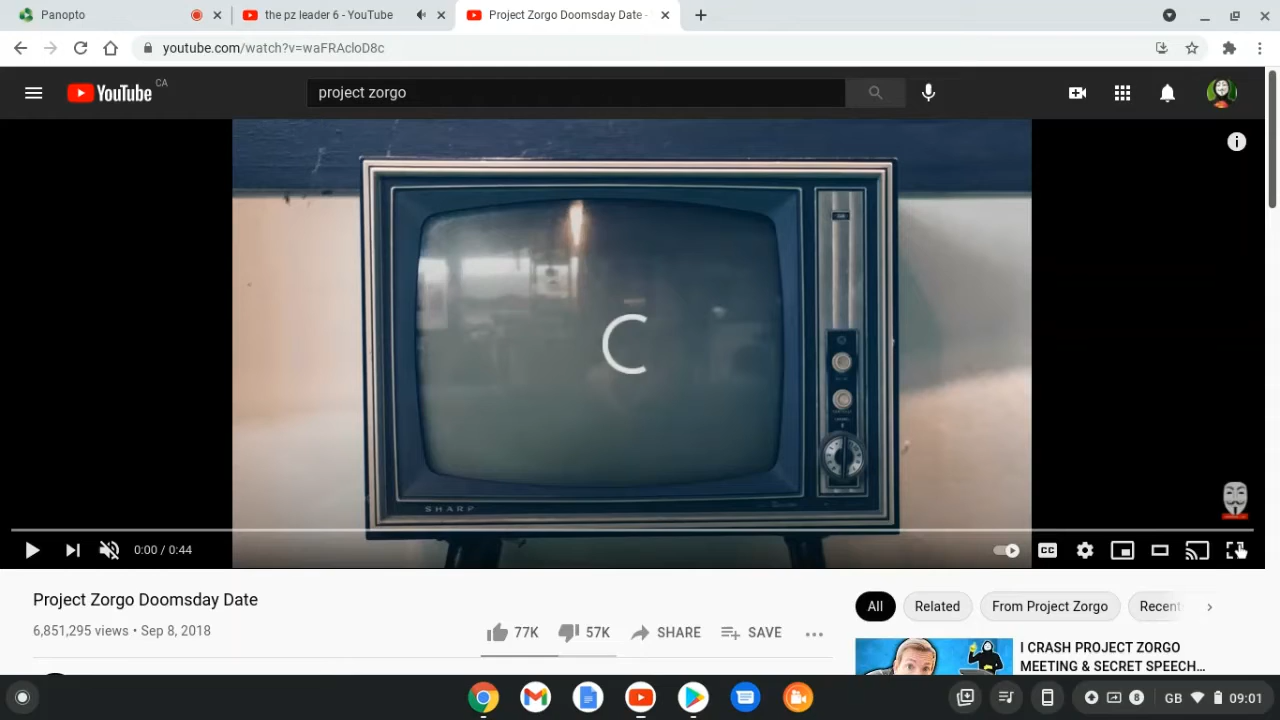 Panopto
the pz leader 6 - YouTube
Project Zorgo Doomsday Date -
youtube.com/watch?v=waFRAcloD8c
YouTube CA
project zorgo
SHARP
0:00 / 0:44
CC
Project Zorgo Doomsday Date
6,851,295 views • Sep 8, 2018
77K
57K
SHARE
SAVE
All
Related
From Project Zorgo
Recent
I CRASH PROJECT ZORGO
MEETING & SECRET SPEECH…
8
GB
09:01